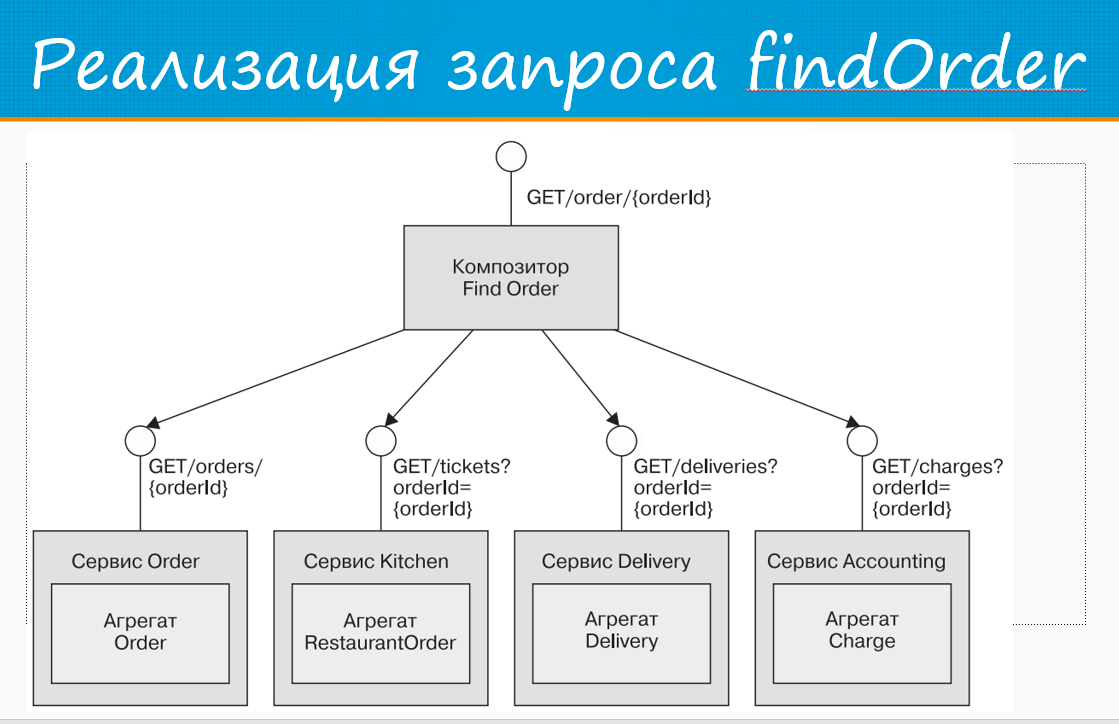 Реализация запроса findOrder
GET/order/{orderId}
Композитор
Find Order
GET/orders/
{orderId}
GET/tickets?
orderId=
{orderId}
GET/deliveries?
orderId=
{orderId}
GET/charges?
orderId=
{orderId}
Сервис Order
Агрегат
Order
Сервис Kitchen
Агрегат
RestaurantOrder
Сервис Delivery
Агрегат
Delivery
Сервис Accounting
Агрегат
Charge